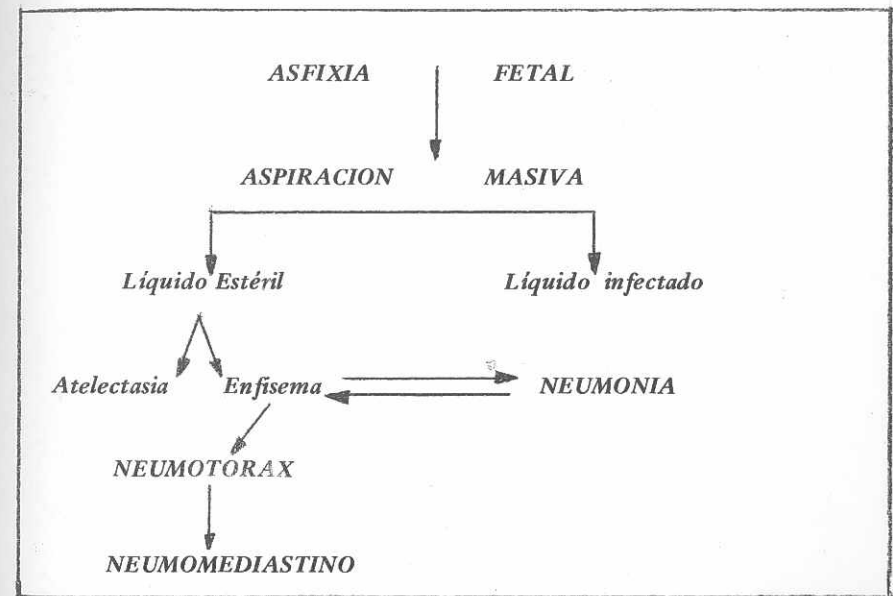 ASFIXIA FETAL
ASPIRACION MASIVA
Líquido Estéril Líquido infectado
Atelectasia Enfisema NEUMONIA
NEUMOTORAX
NEUMOMEDIASTINO